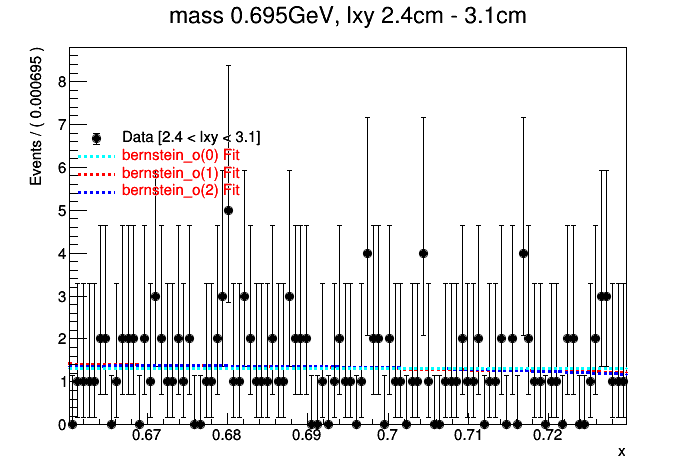 mass 0.695GeV, lxy 2.4cm - 3.1cm
Events / ( 0.000695 )
8
7
6
5
4
3
2
1
0
Data [2.4 < lxy < 3.1]
bernstein_o(0) Fit
bernstein_o(1) Fit
bernstein_o(2) Fit
0.67 0.68 0.69 0.7 0.71 0.72
x